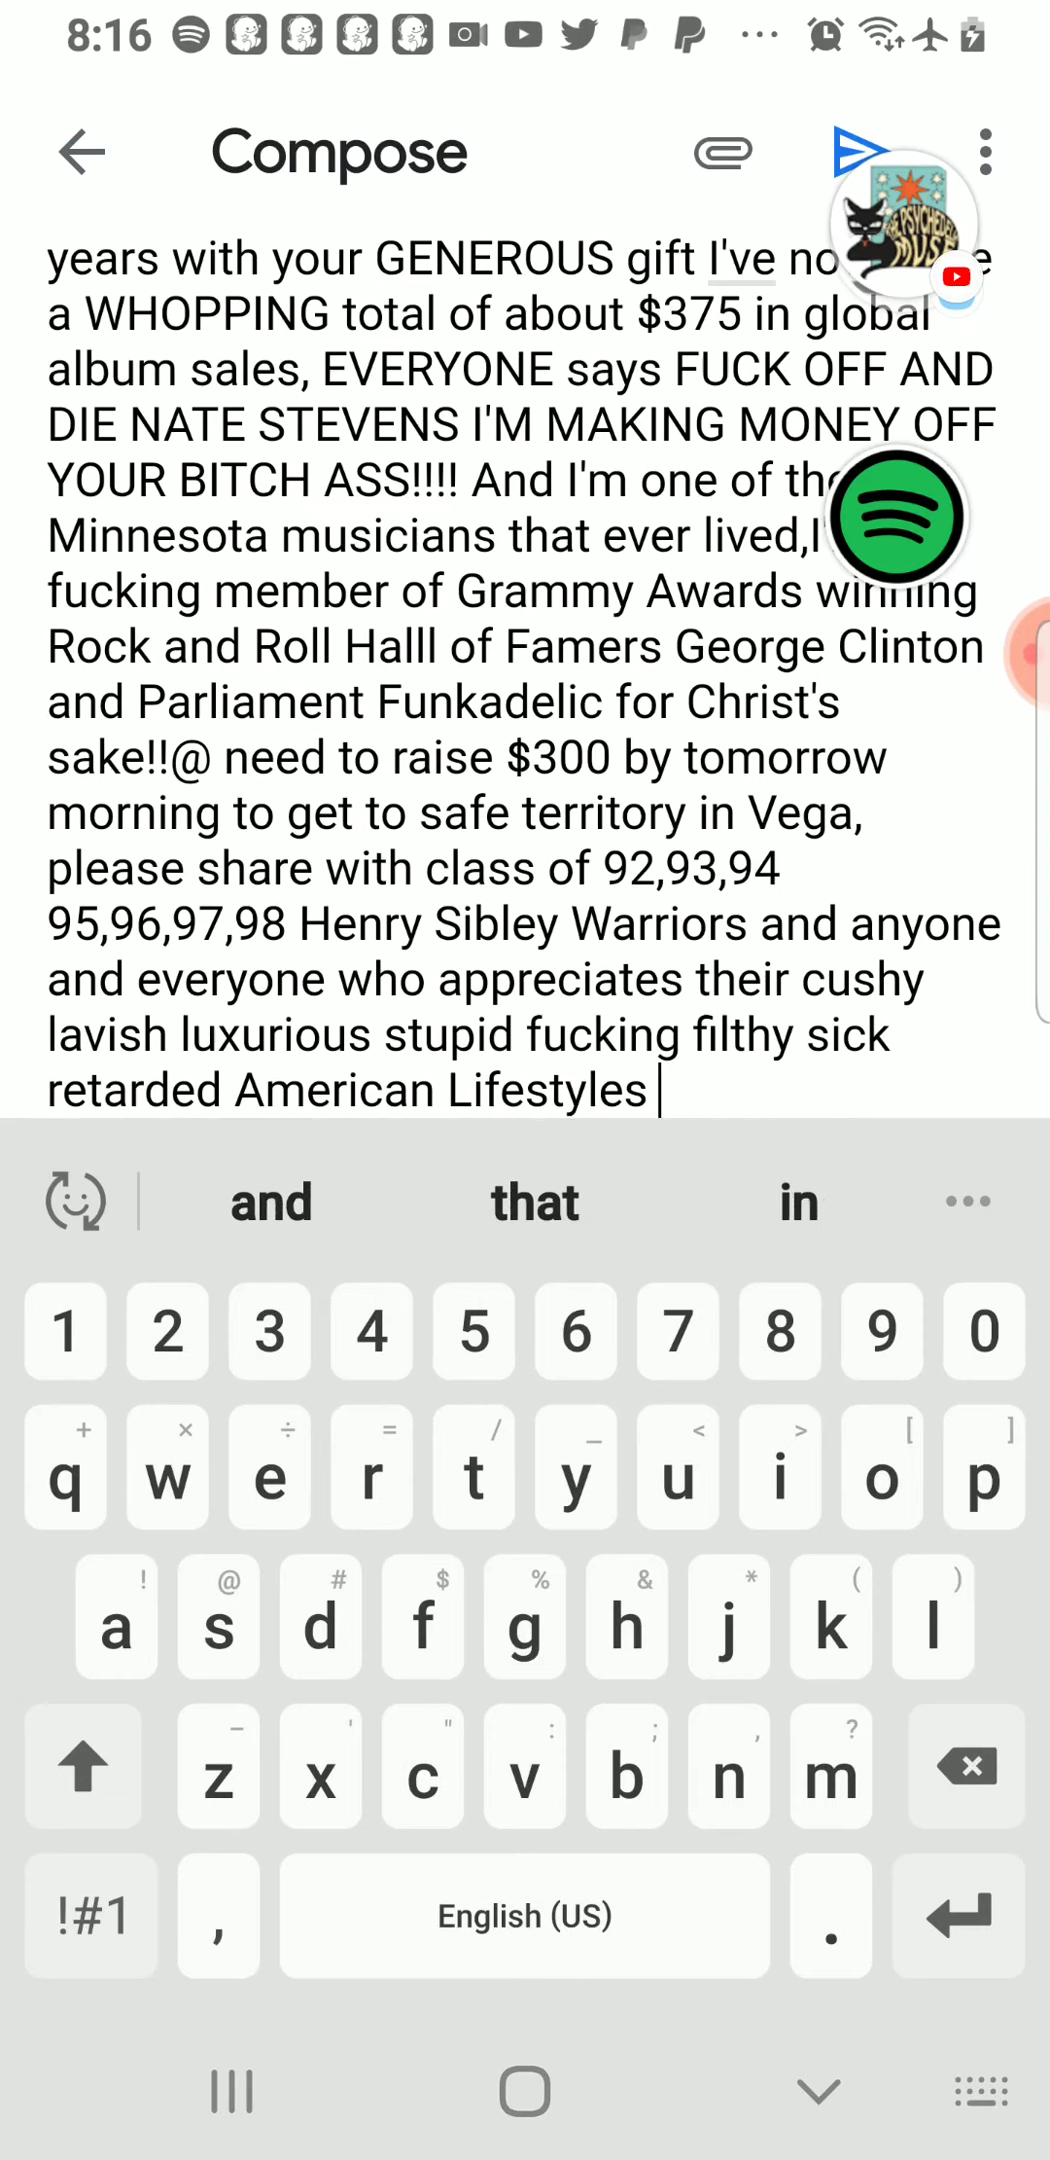 8:16
Compose
years with your GENEROUS gift I've no e
a WHOPPING total of about $375 in global
album sales, EVERYONE says FUCK OFF AND
DIE NATE STEVENS I'M MAKING MONEY OFF
YOUR BITCH ASS!!!! And I'm one of the
Minnesota musicians that ever lived,I
fucking member of Grammy Awards winning
Rock and Roll Halll of Famers George Clinton
and Parliament Funkadelic for Christ's
sake!!@ need to raise $300 by tomorrow
morning to get to safe territory in Vega,
please share with class of 92,93,94
95,96,97,98 Henry Sibley Warriors and anyone
and everyone who appreciates their cushy
lavish luxurious stupid fucking filthy sick
retarded American Lifestyles
and that in
1 2 3 4 5 6 7 8 9 0
+ × ÷ = / _ < > [ ]
q w e r t y u i o p
! @ # $ % & * ( )
a s d f g h j k l
- ' " : ; , ?
z x c v b n m
!#1 , English (US) .